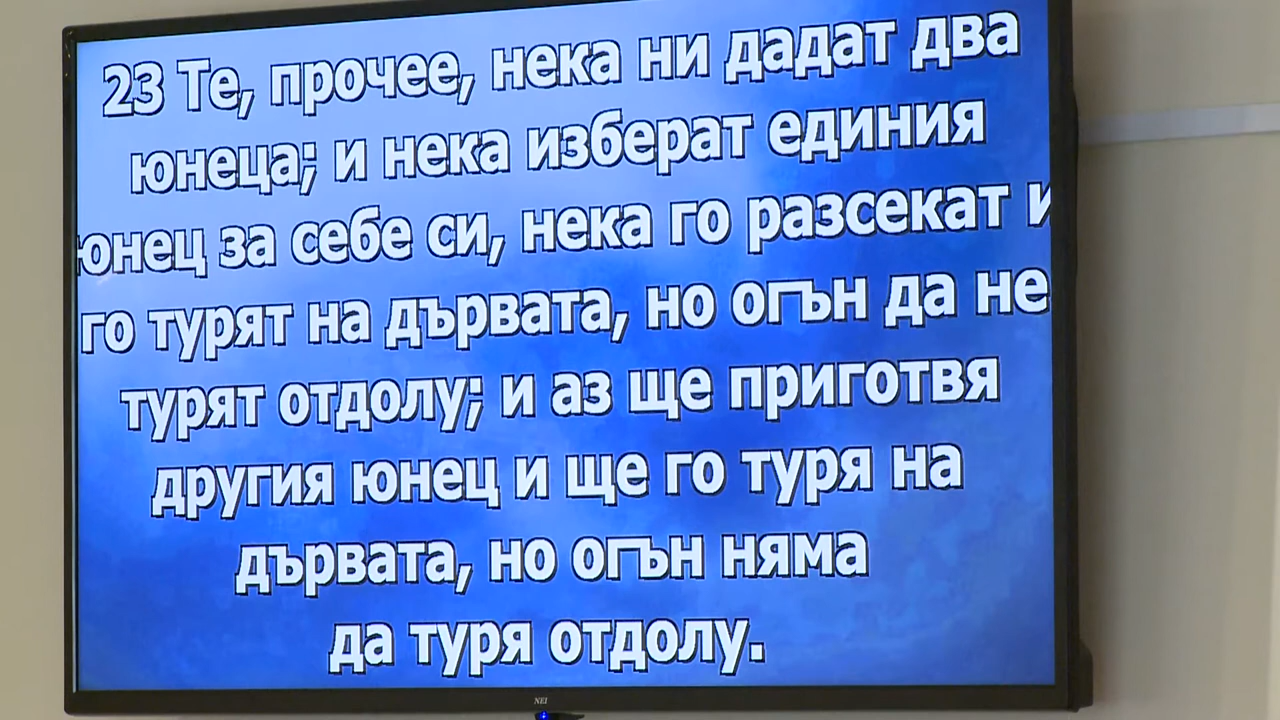 23 Те, прочее, нека ни дадат два
юнеца; и нека изберат единия
юнец за себе си, нека го разсекат и
го турят на дървата, но огън да не
турят отдолу; и аз ще приготвя
другия юнец и ще го туря на
дървата, но огън няма
да туря отдолу.
NEI